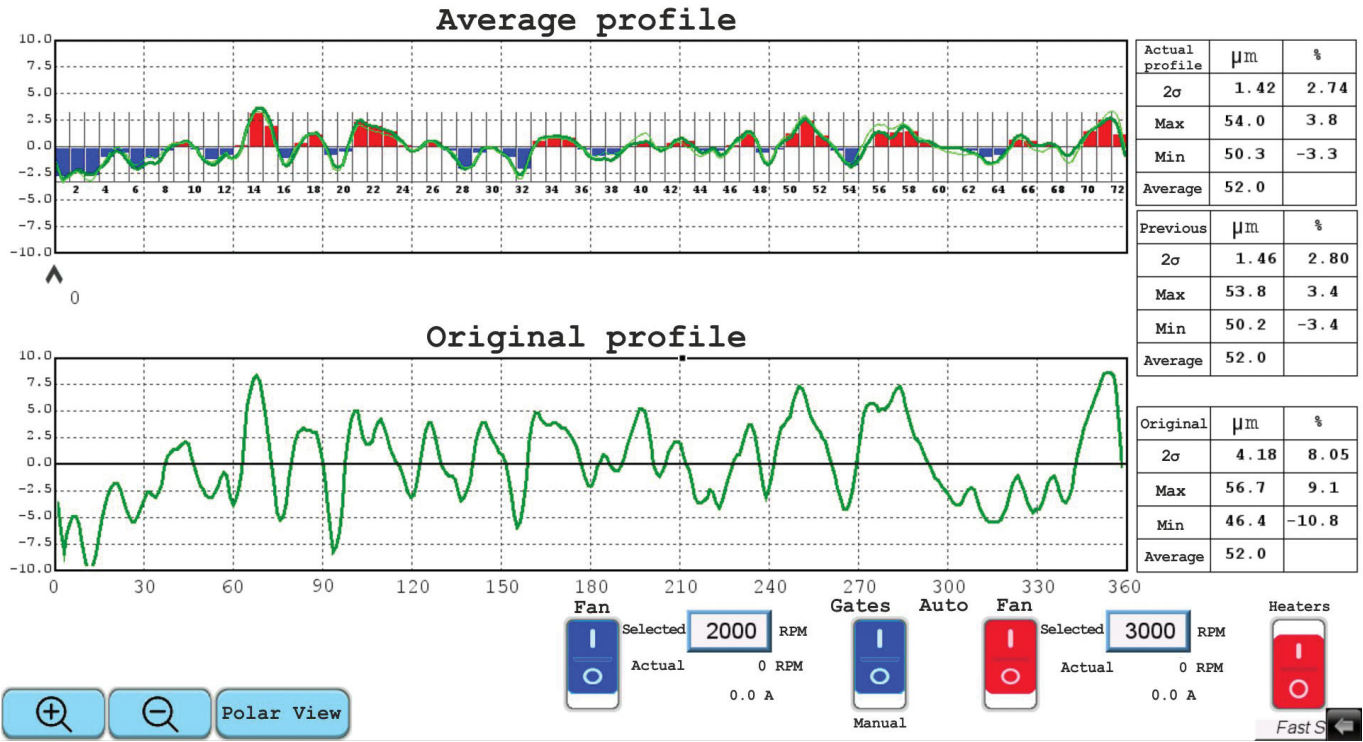 Average profile
10.0
7.5
5.0
2.5
0.0
-2.5
-5.0
-7.5
-10.0
2 4 6 8 10 12 14 16 18 20 22 24 26 28 30 32 34 36 38 40 42 44 46 48 50 52 54 56 58 60 62 64 66 68 70 72
0
Actual profile μm %
2σ 1.42 2.74
Max 54.0 3.8
Min 50.3 -3.3
Average 52.0
Previous μm %
2σ 1.46 2.80
Max 53.8 3.4
Min 50.2 -3.4
Average 52.0
Original profile
10.0
7.5
5.0
2.5
0.0
-2.5
-5.0
-7.5
-10.0
0 30 60 90 120 150 180 210 240 270 300 330 360
Original μm %
2σ 4.18 8.05
Max 56.7 9.1
Min 46.4 -10.8
Average 52.0
Fan
Selected 2000 RPM
Actual 0 RPM
0.0 A
Gates Auto
Manual
Fan
Selected 3000 RPM
Actual 0 RPM
0.0 A
Heaters
Polar View
Fast S